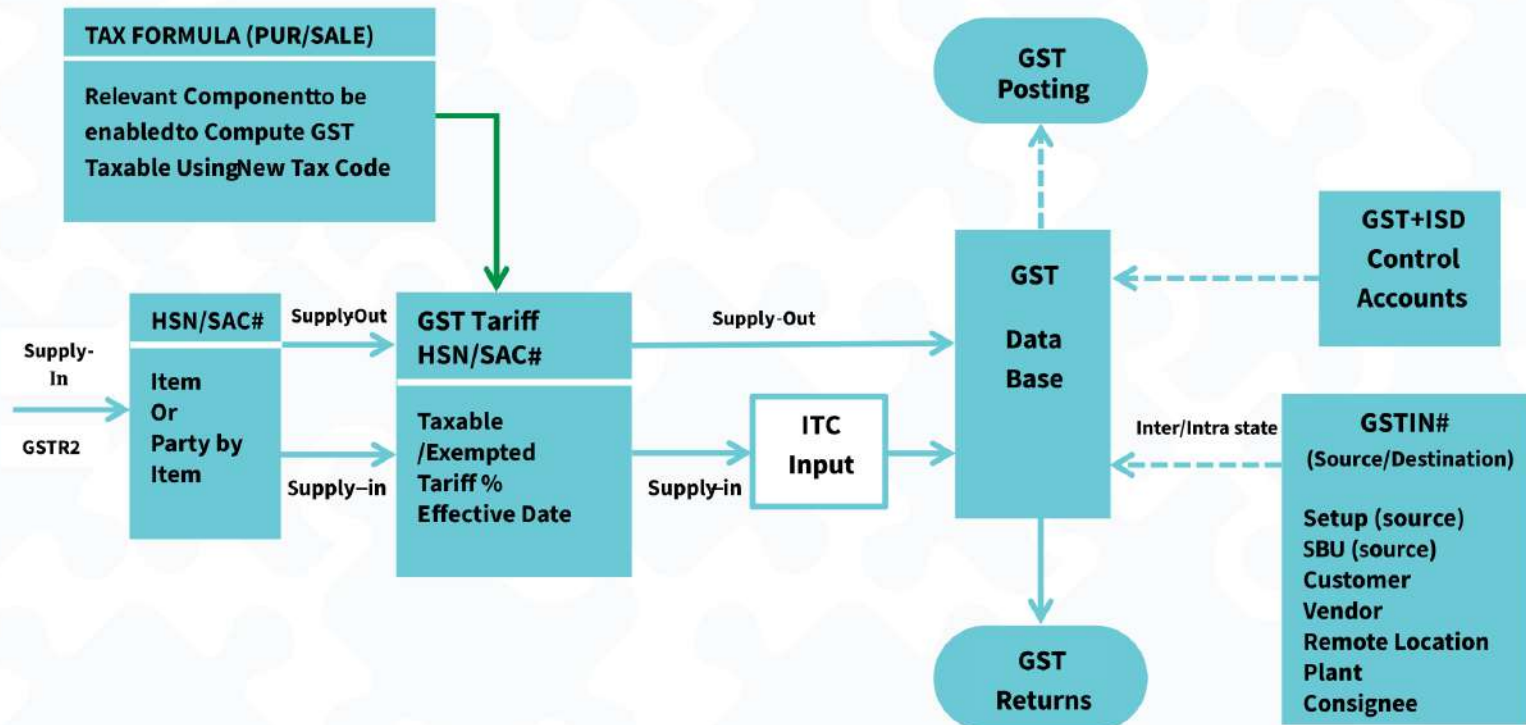 TAX FORMULA (PUR/SALE)
Relevant Componentto be
enabledto Compute GST
Taxable UsingNew Tax Code
GST
Posting
Supply-
In
GSTR2
HSN/SAC#
Item
Or
Party by
Item
SupplyOut
Supply–in
GST Tariff
HSN/SAC#
Taxable
/Exempted
Tariff %
Effective Date
Supply-Out
Supply-in
ITC
Input
GST
Data
Base
GST+ISD
Control
Accounts
Inter/Intra state
GSTIN#
(Source/Destination)
Setup (source)
SBU (source)
Customer
Vendor
Remote Location
Plant
Consignee
GST
Returns